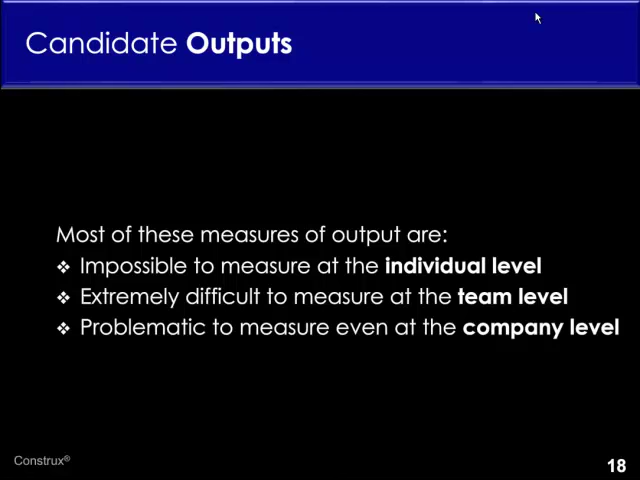 Candidate Outputs
Most of these measures of output are:
❖ Impossible to measure at the individual level
❖ Extremely difficult to measure at the team level
❖ Problematic to measure even at the company level
Construx®
18